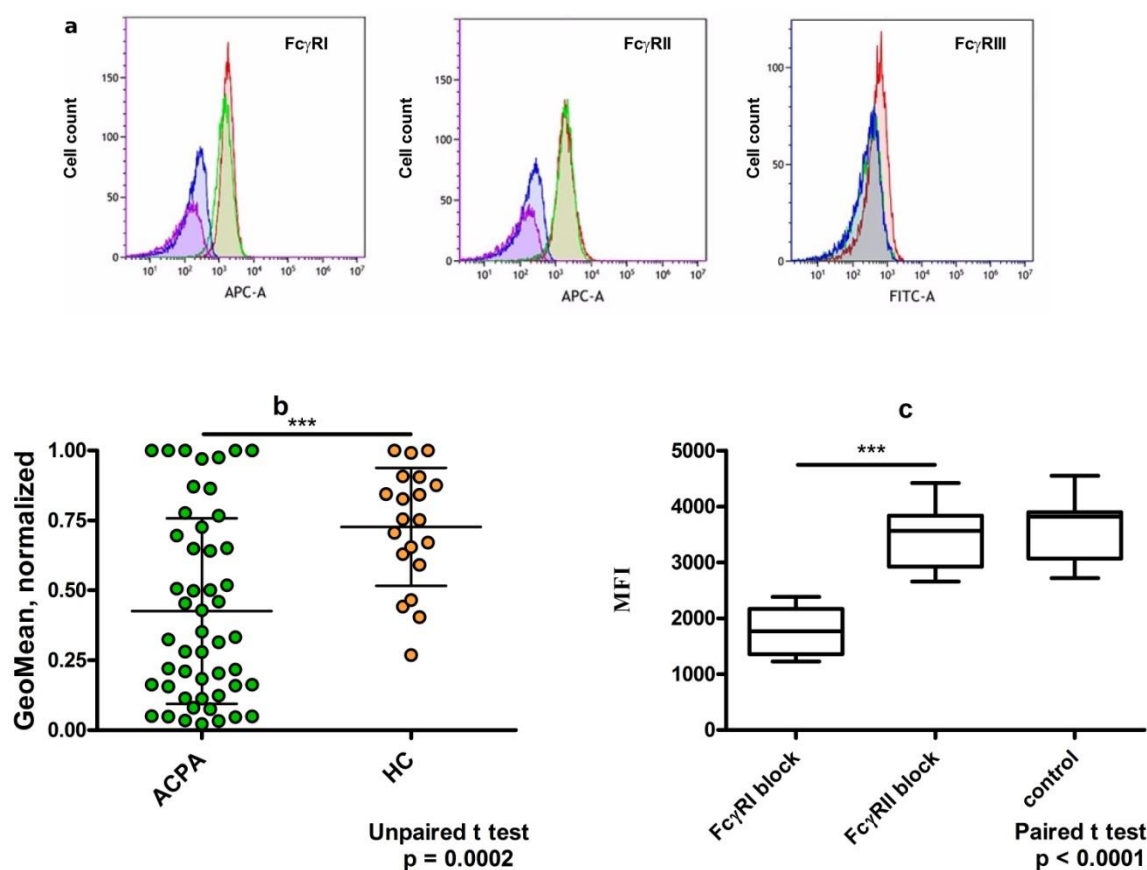 a
FcγRI
Cell count
150
100
50
0
10¹ 10² 10³ 10⁴ 10⁵ 10⁶ 10⁷
APC-A
FcγRII
Cell count
150
100
50
0
10¹ 10² 10³ 10⁴ 10⁵ 10⁶ 10⁷
APC-A
FcγRIII
Cell count
100
50
0
10¹ 10² 10³ 10⁴ 10⁵ 10⁶ 10⁷
FITC-A
b
***
GeoMean, normalized
1.00
0.75
0.50
0.25
0.00
ACPA
HC
Unpaired t test
p = 0.0002
c
***
MFI
5000
4000
3000
2000
1000
0
FcγRI block
FcγRII block
control
Paired t test
p < 0.0001